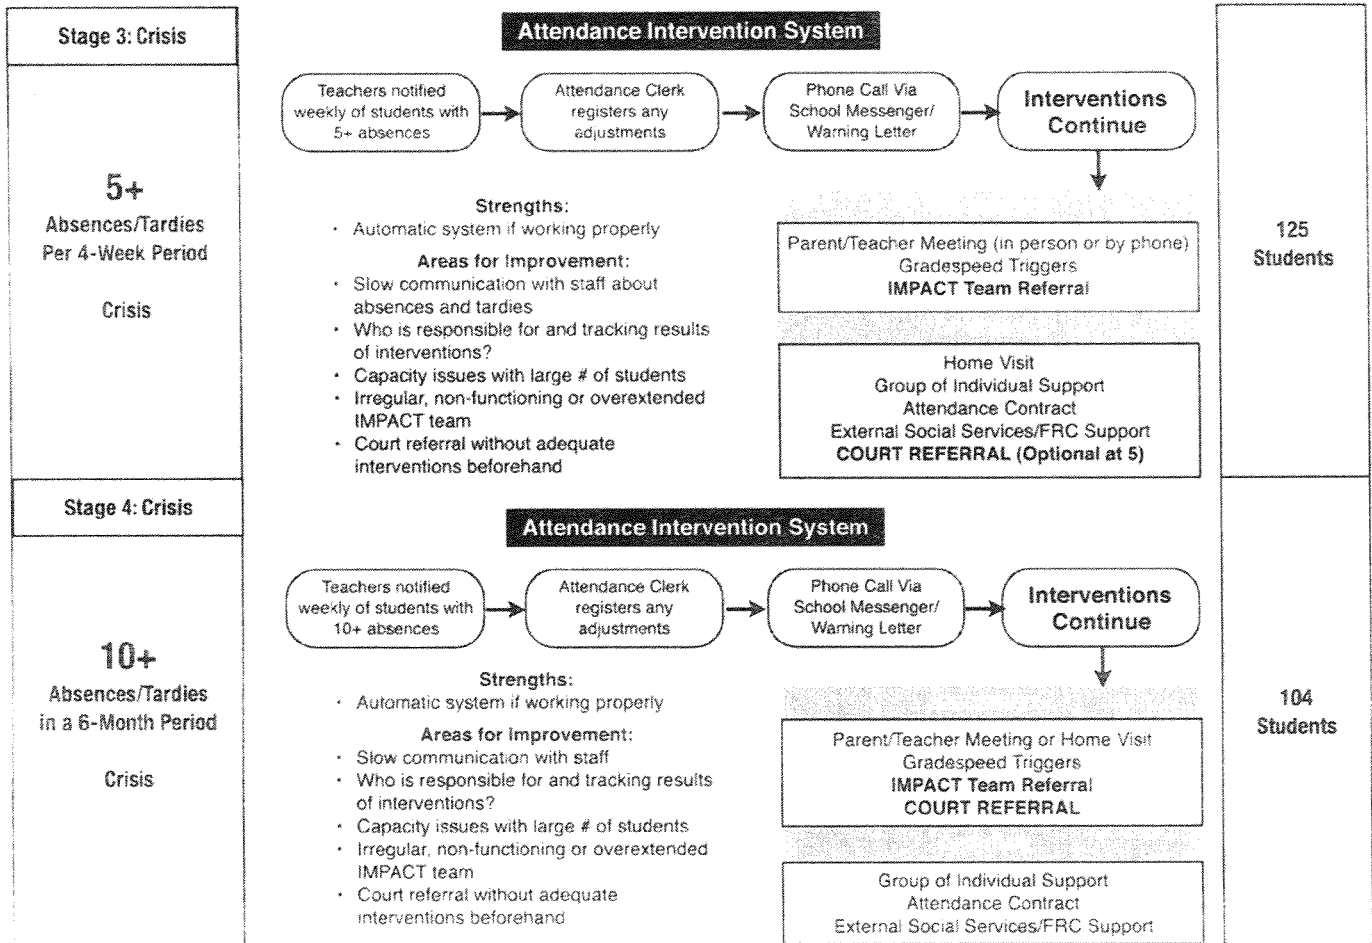 Stage 3: Crisis
5+
Absences/Tardies
Per 4-Week Period
Crisis
Attendance Intervention System
Teachers notified
weekly of students with
5+ absences
Attendance Clerk
registers any
adjustments
Phone Call Via
School Messenger/
Warning Letter
Interventions
Continue
Strengths:
· Automatic system if working properly
Areas for Improvement:
· Slow communication with staff about
absences and tardies
· Who is responsible for and tracking results
of interventions?
· Capacity issues with large # of students
· Irregular, non-functioning or overextended
IMPACT team
· Court referral without adequate
interventions beforehand
Parent/Teacher Meeting (in person or by phone)
Gradespeed Triggers
IMPACT Team Referral
Home Visit
Group of Individual Support
Attendance Contract
External Social Services/FRC Support
COURT REFERRAL (Optional at 5)
125
Students
Stage 4: Crisis
10+
Absences/Tardies
in a 6-Month Period
Crisis
Attendance Intervention System
Teachers notified
weekly of students with
10+ absences
Attendance Clerk
registers any
adjustments
Phone Call Via
School Messenger/
Warning Letter
Interventions
Continue
Strengths:
· Automatic system if working properly
Areas for Improvement:
· Slow communication with staff
· Who is responsible for and tracking results
of interventions?
· Capacity issues with large # of students
· Irregular, non-functioning or overextended
IMPACT team
· Court referral without adequate
interventions beforehand
Parent/Teacher Meeting or Home Visit
Gradespeed Triggers
IMPACT Team Referral
COURT REFERRAL
Group of Individual Support
Attendance Contract
External Social Services/FRC Support
104
Students